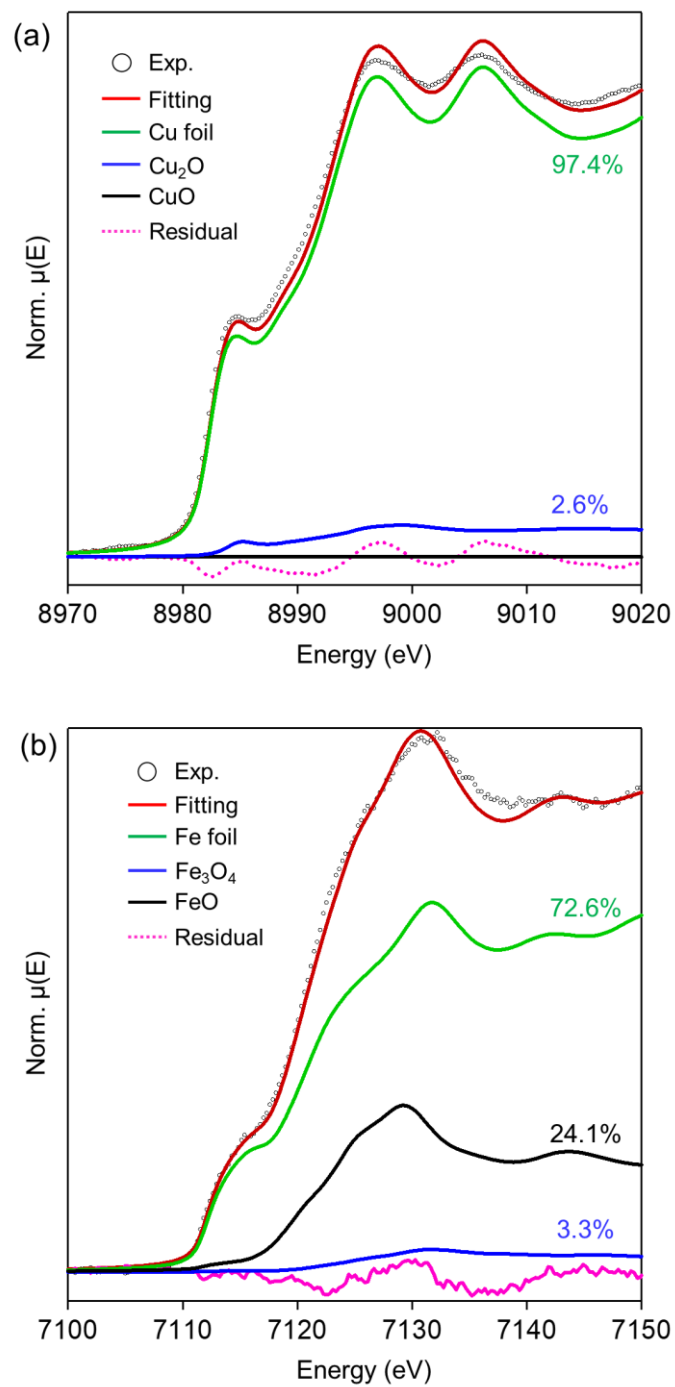 (a)
Exp.
Fitting
Cu foil
Cu₂O
CuO
Residual
97.4%
2.6%
Norm. μ(E)
8970 8980 8990 9000 9010 9020
Energy (eV)
(b)
Exp.
Fitting
Fe foil
Fe₃O₄
FeO
Residual
72.6%
24.1%
3.3%
Norm. μ(E)
7100 7110 7120 7130 7140 7150
Energy (eV)